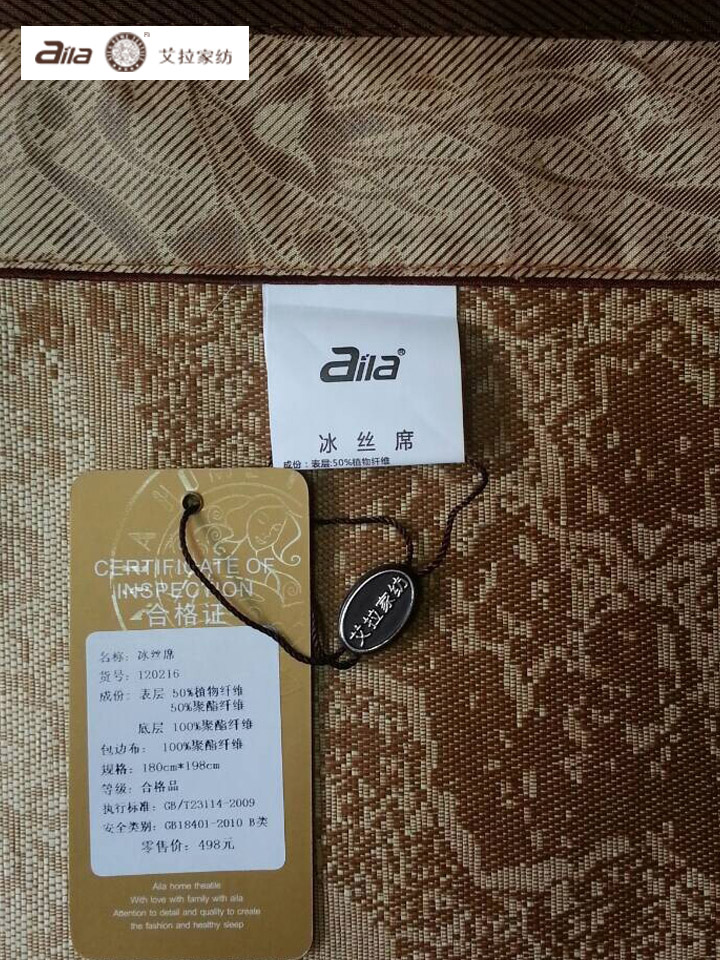 aila 艾拉家纺
aila®
冰丝席
成份：表层:50%植物纤维
艾拉家纺
CERTIFICATE OF
INSPECTION
合格证
名称：冰丝席
货号：120216
成份：表层 50%植物纤维
50%聚酯纤维
底层 100%聚酯纤维
包边布： 100%聚酯纤维
规格：180cm*198cm
等级：合格品
执行标准：GB/T23114-2009
安全类别：GB18401-2010 B类
零售价：498元
Aila home theatile
With love with family with aila
Attention to detail and quality to create
the fashion and healthy sleep